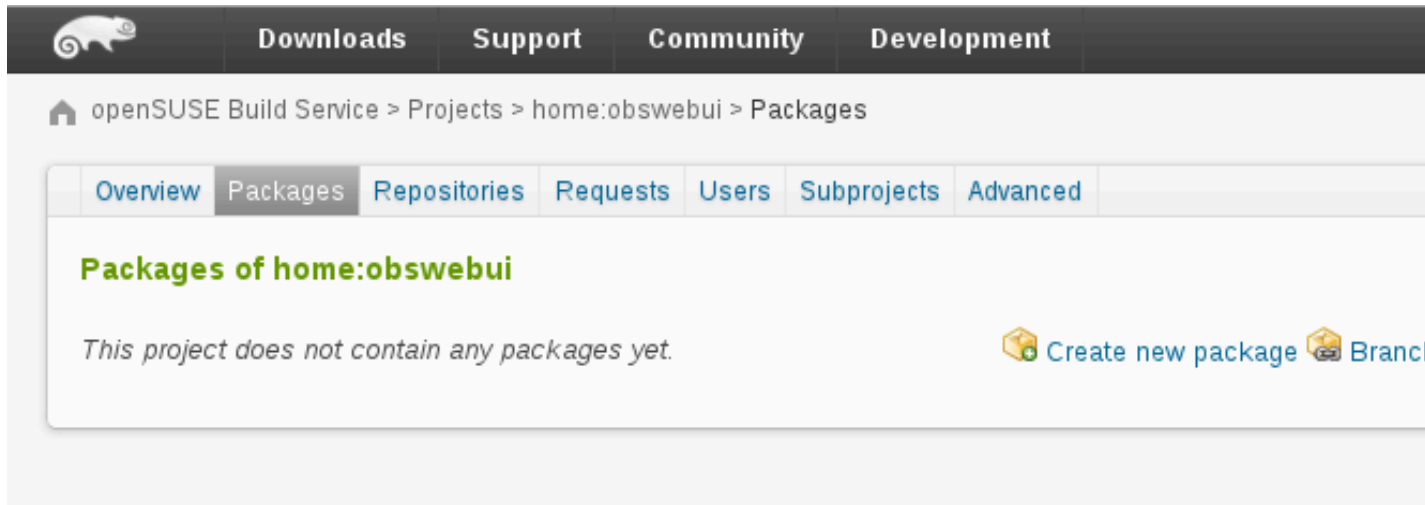 Downloads Support Community Development
openSUSE Build Service > Projects > home:obswebui > Packages
Overview Packages Repositories Requests Users Subprojects Advanced
Packages of home:obswebui
This project does not contain any packages yet. Create new package